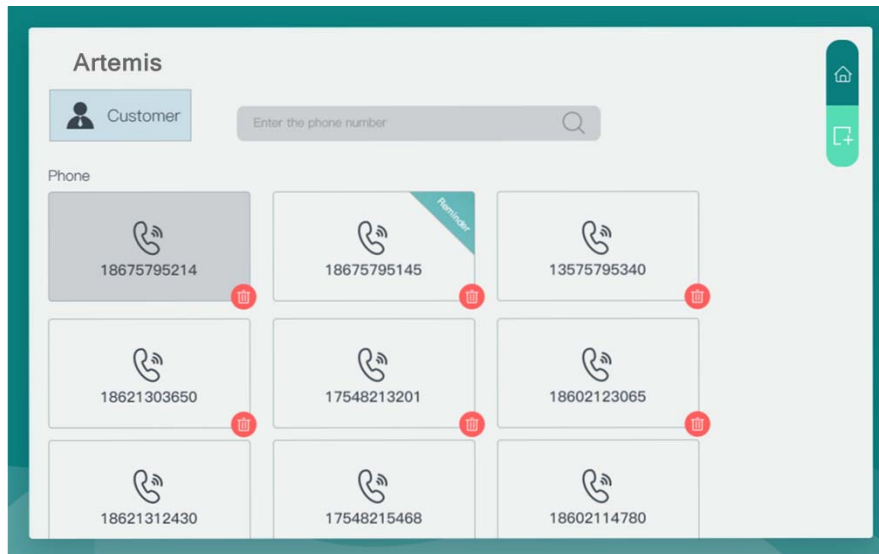 Artemis
Customer
Enter the phone number
Phone
18675795214
Reminder
18675795145
13575795340
18621303650
17548213201
18602123065
18621312430
17548215468
18602114780